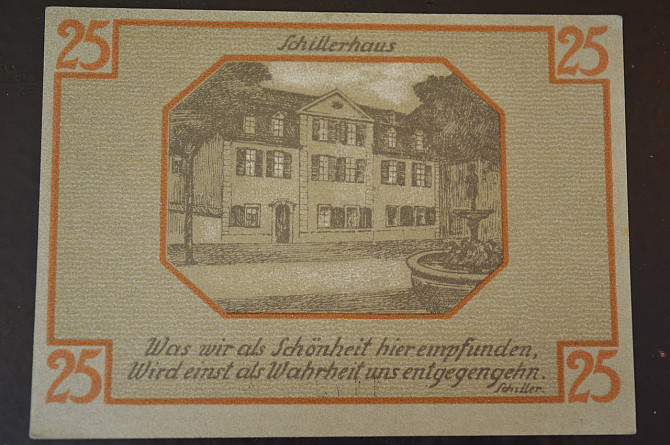 25 Schillerhaus 25
Was wir als Schönheit hier empfunden,
Wird einst als Wahrheit uns entgegengehn.
Schiller.
25 25